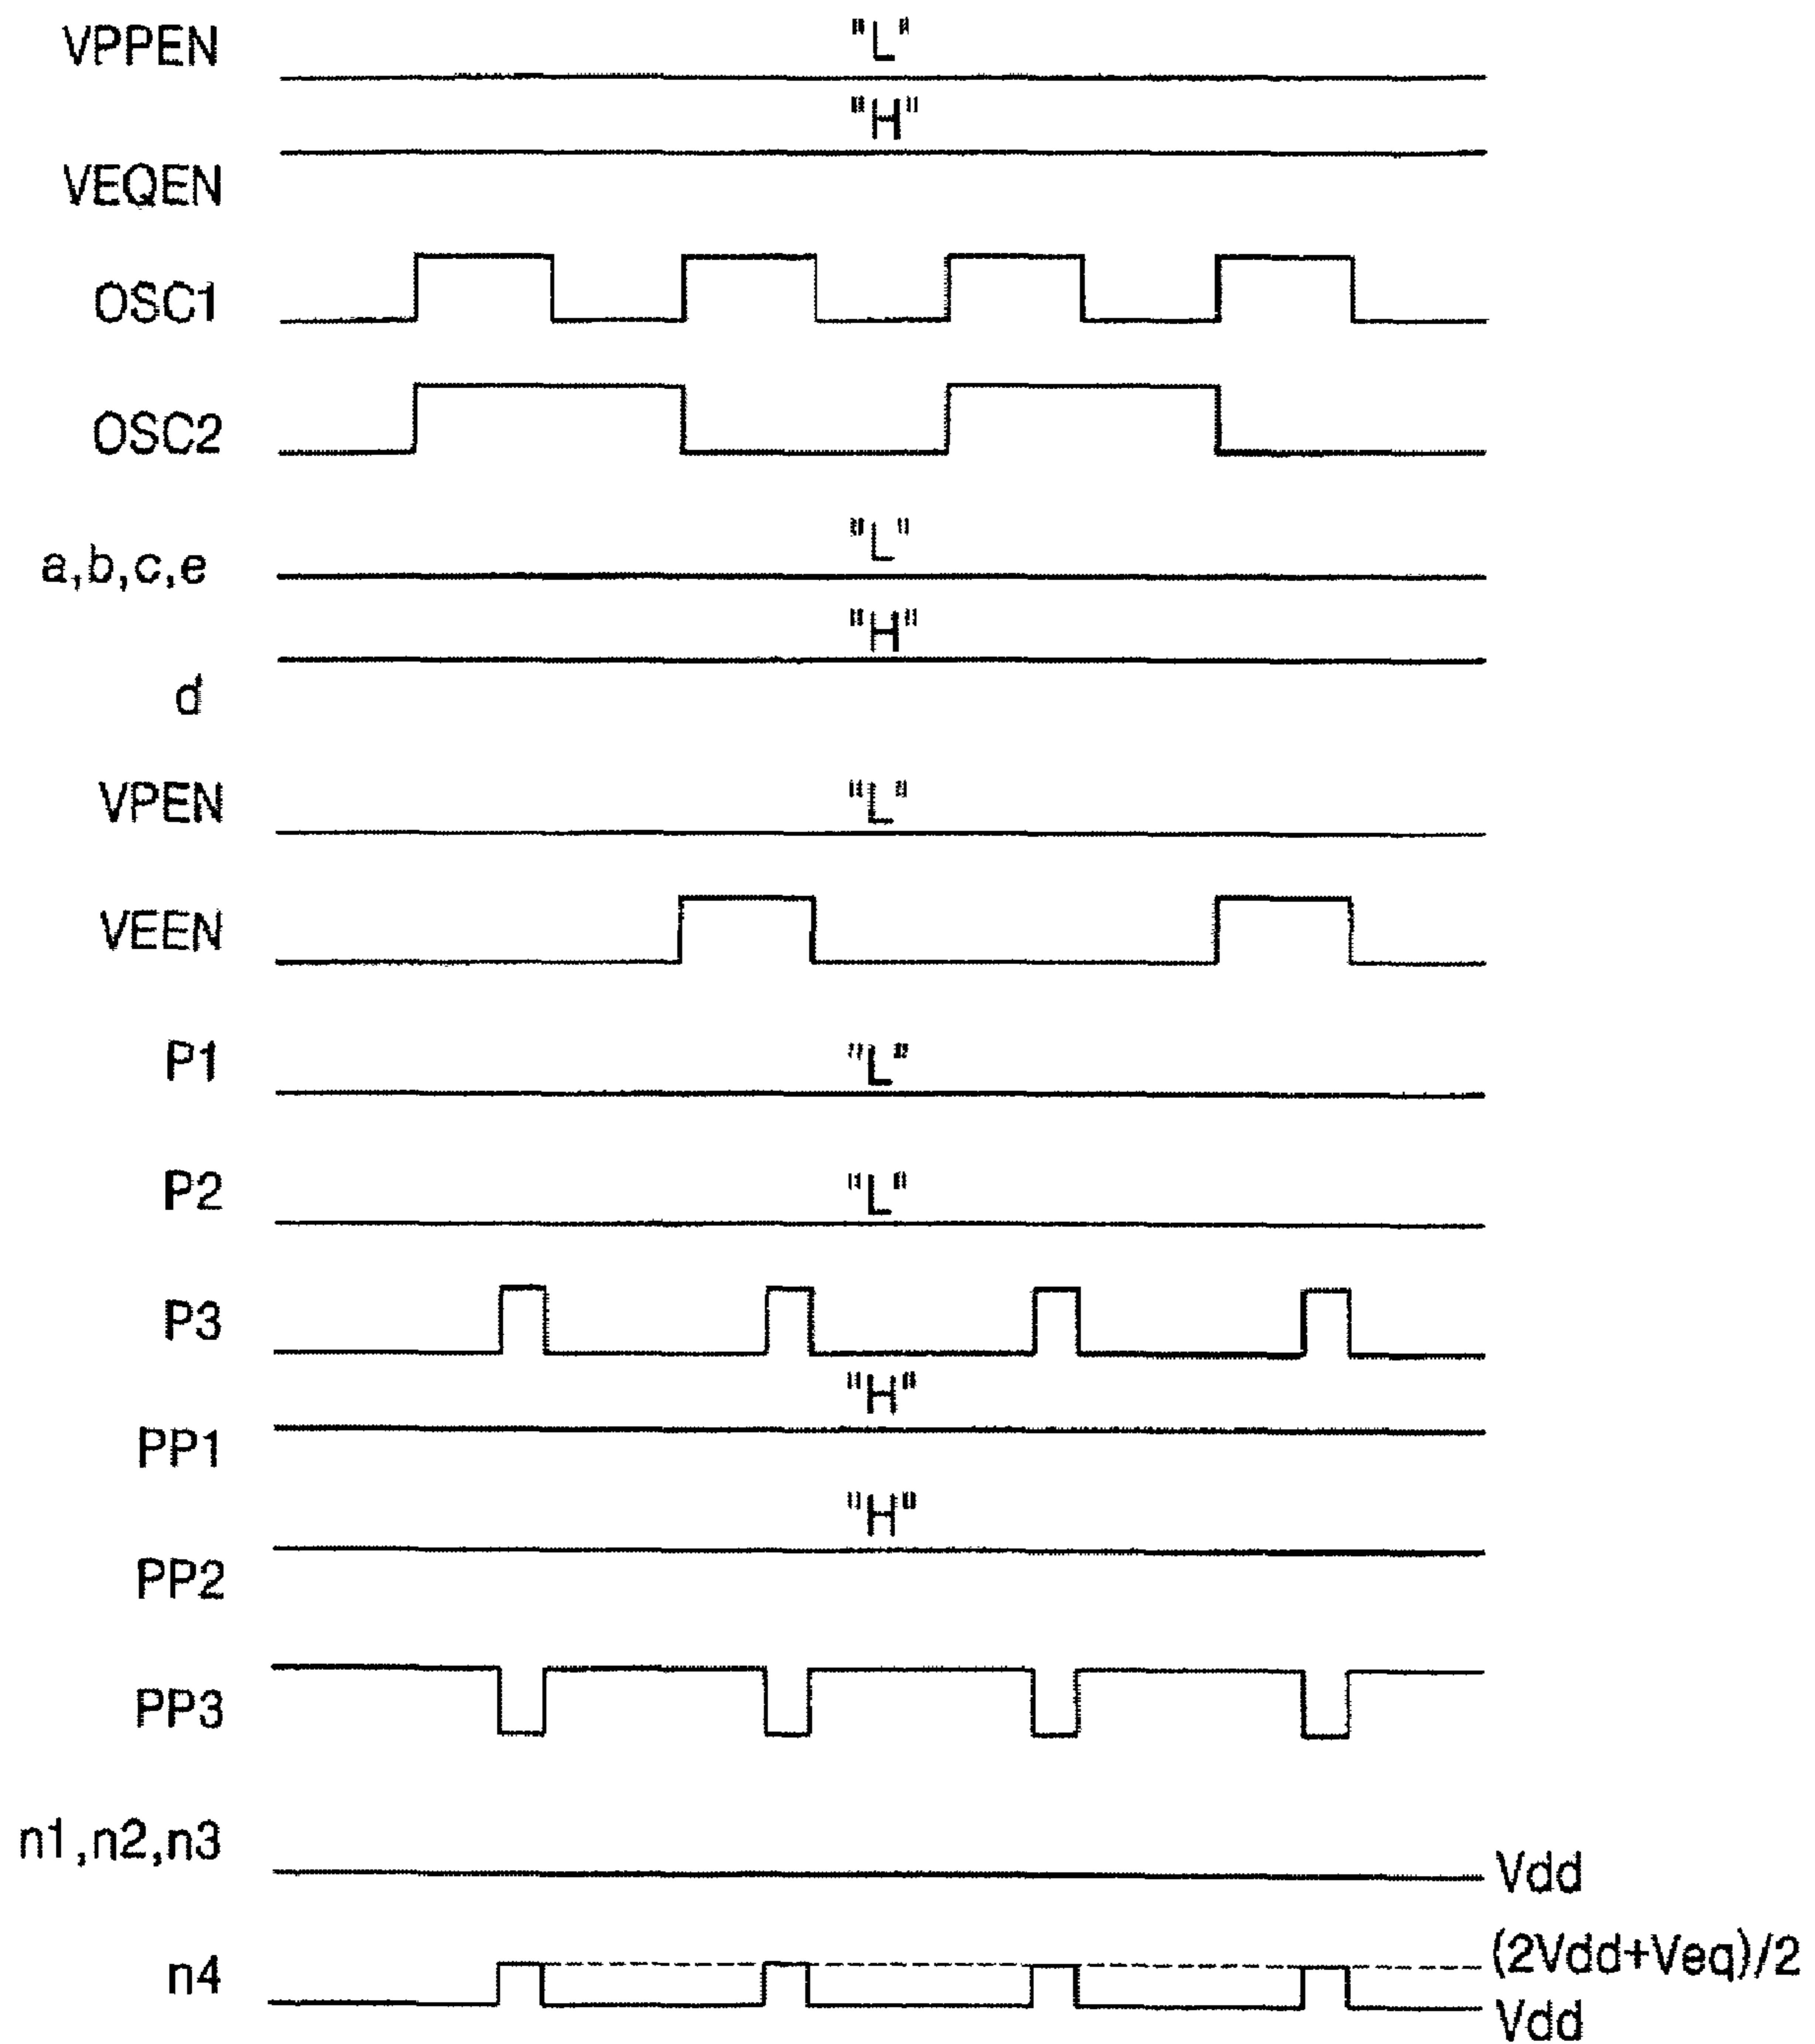 VPPEN "L"
"H"
VEQEN
OSC1
OSC2
a,b,c,e "L"
"H"
d
VPEN "L"
VEEN
P1 "L"
P2 "L"
P3
"H"
PP1
"H"
PP2
PP3
n1,n2,n3 Vdd
n4 (2Vdd+Veq)/2
Vdd